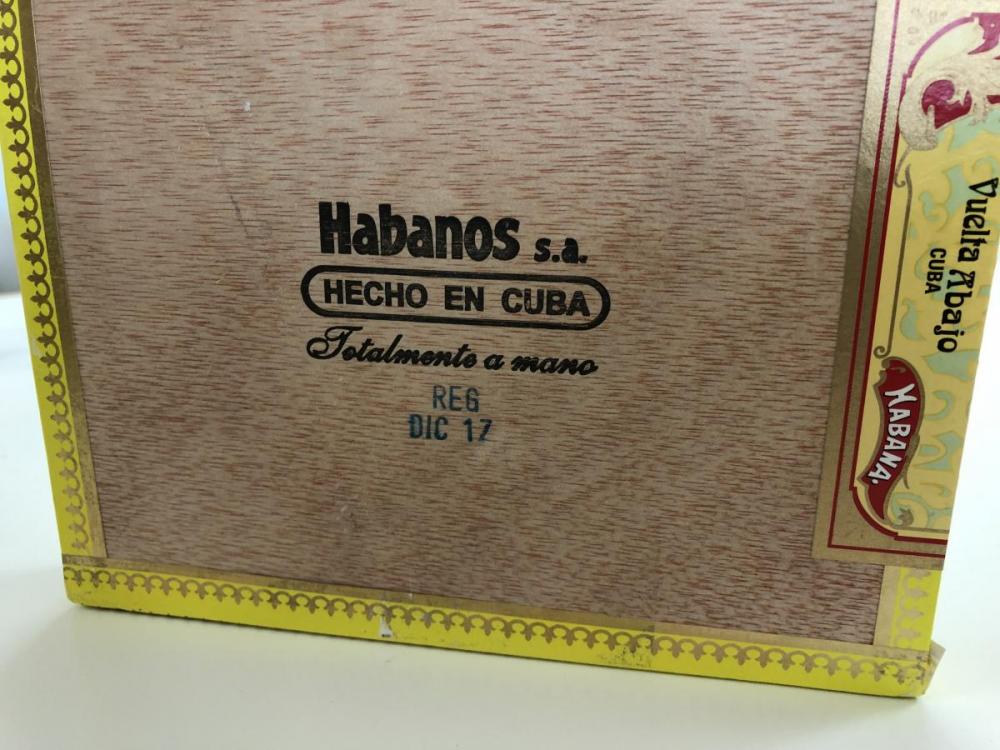 Habanos s.a.
HECHO EN CUBA
Totalmente a mano
REG
DIC 17
Vuelta Abajo
CUBA
HABANA.